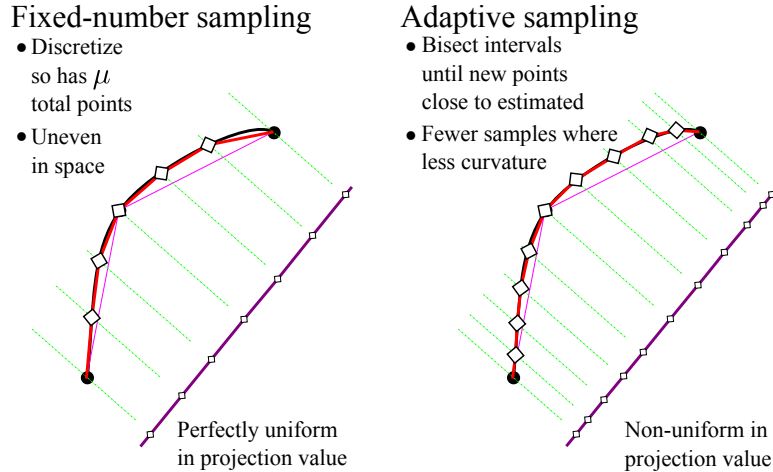 Fixed-number sampling
• Discretize
so has μ
total points
• Uneven
in space
Perfectly uniform
in projection value
Adaptive sampling
• Bisect intervals
until new points
close to estimated
• Fewer samples where
less curvature
Non-uniform in
projection value